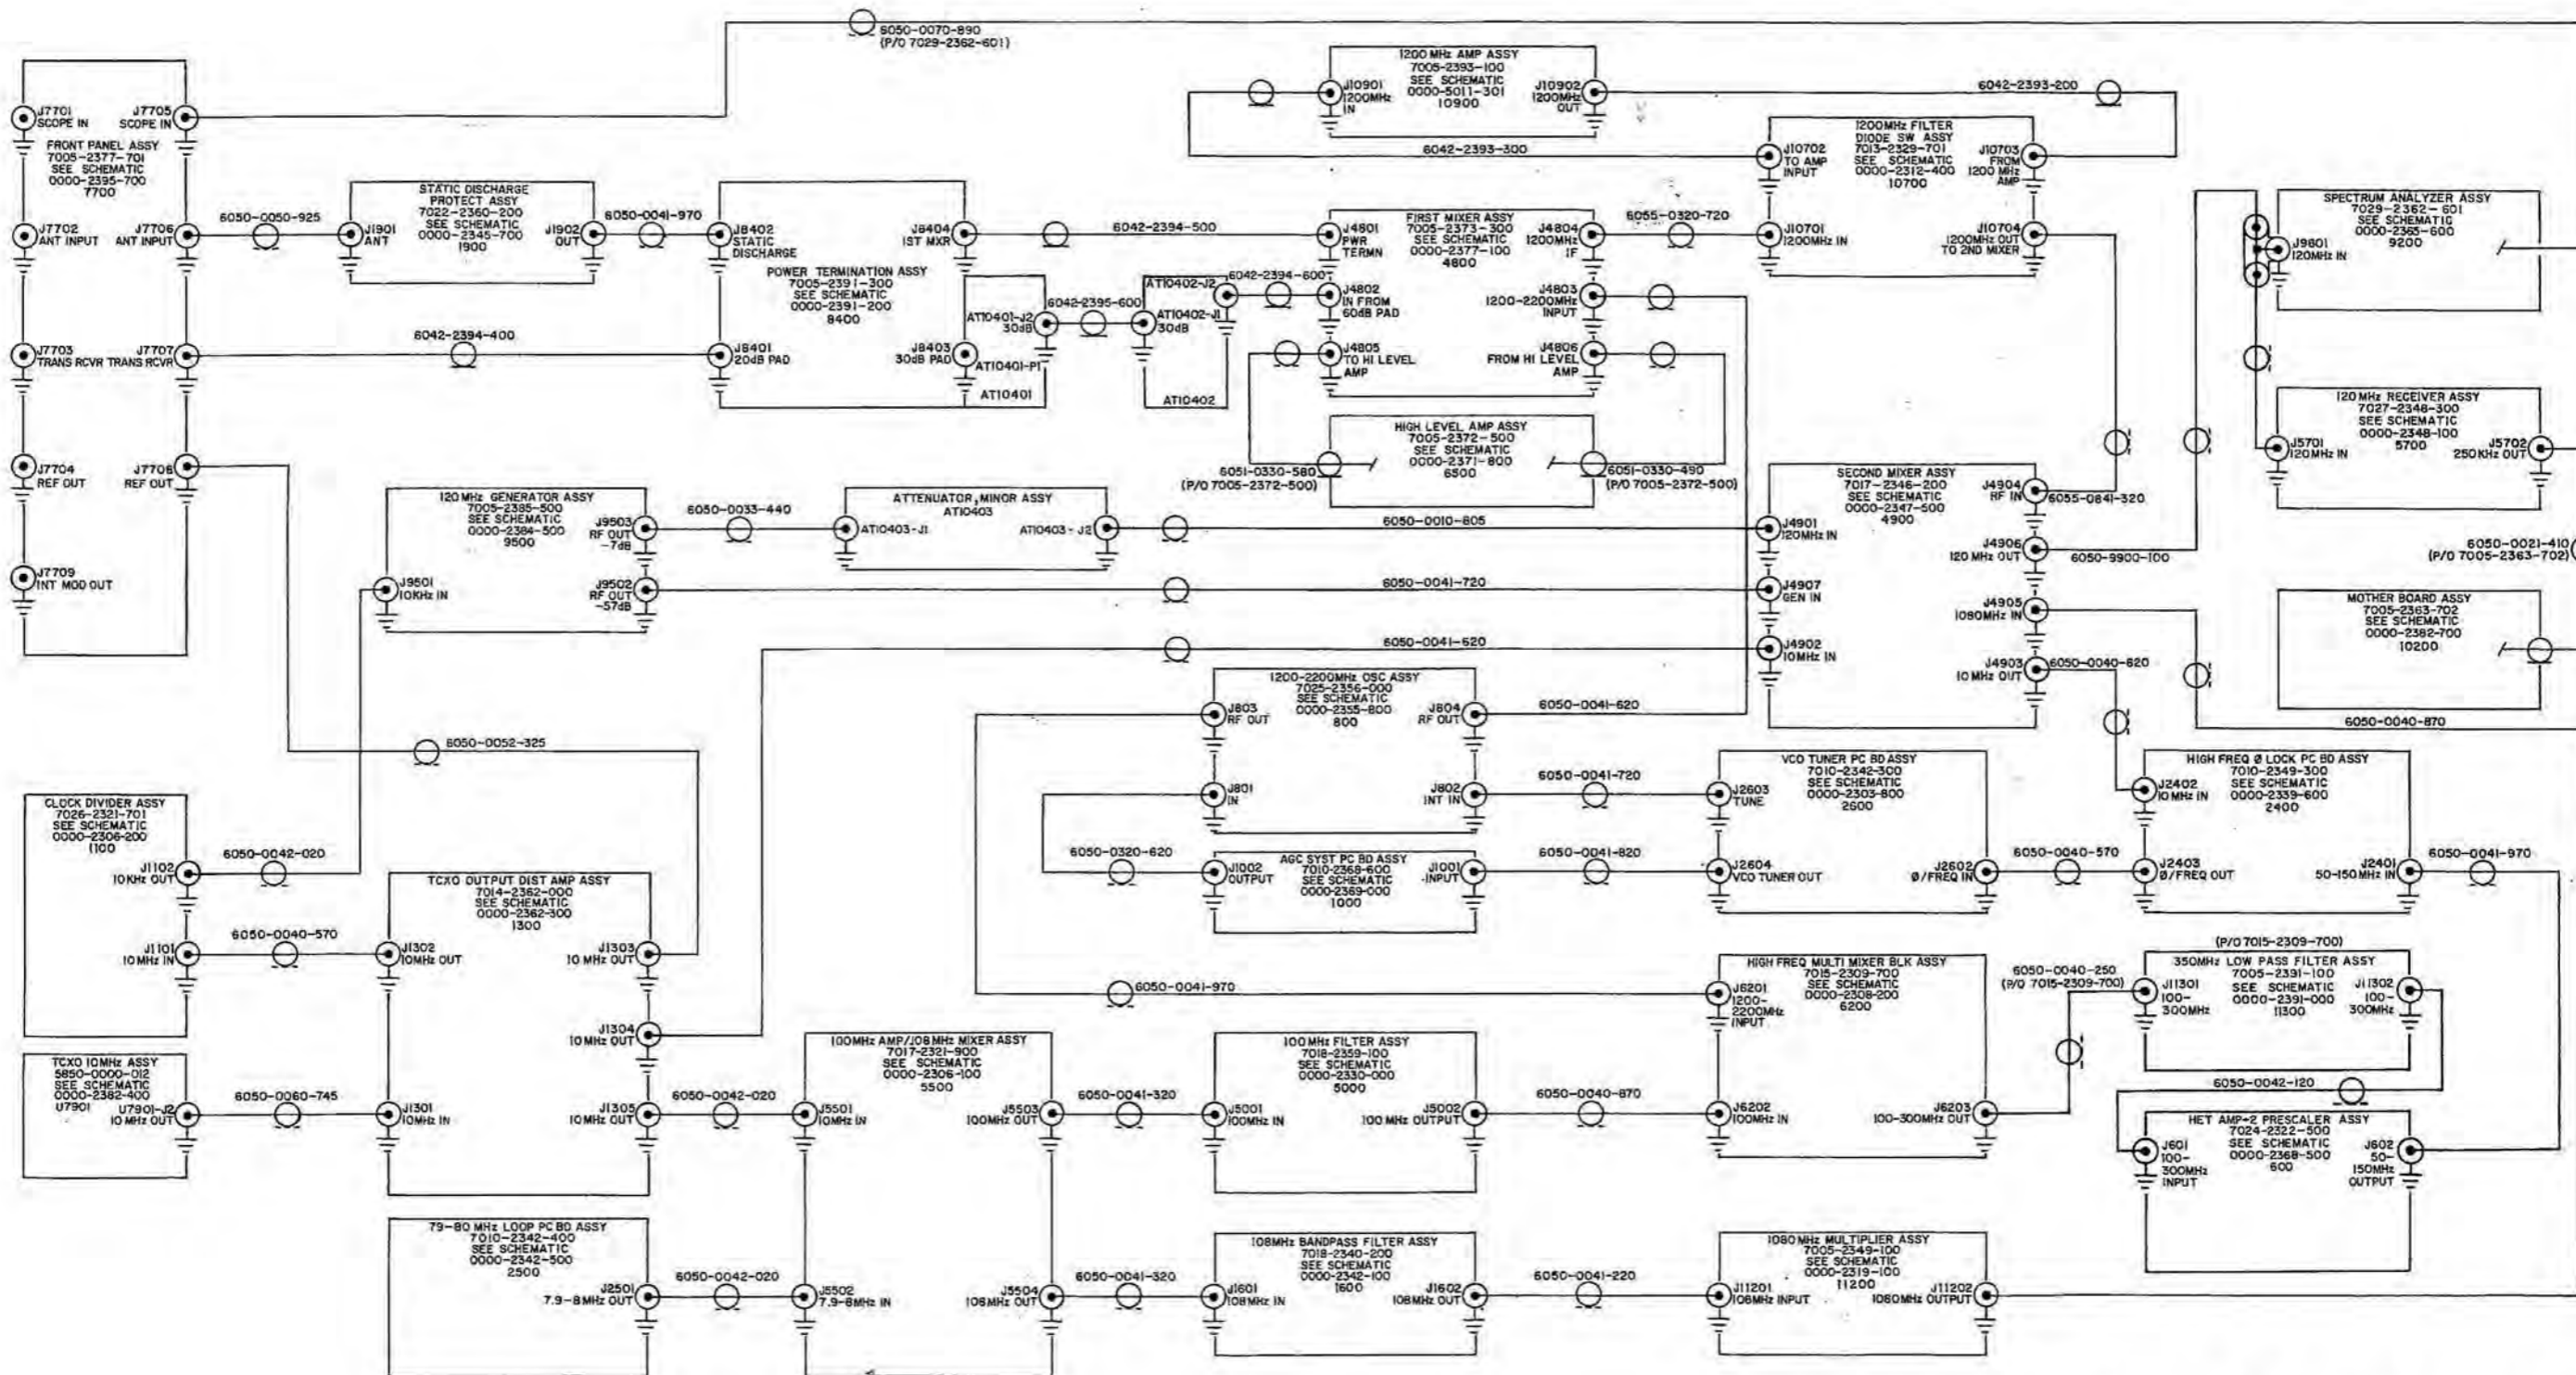 6050-0070-890
(P/O 7029-2362-601)
J7701
SCOPE IN
J7705
SCOPE IN
FRONT PANEL ASSY
7005-2377-701
SEE SCHEMATIC
0000-2395-700
7700
J7702
ANT INPUT
J7706
ANT INPUT
J7703
TRANS RCVR
J7707
TRANS RCVR
J7704
REF OUT
J7708
REF OUT
J7709
INT MOD OUT
6050-0050-925
STATIC DISCHARGE
PROTECT ASSY
7022-2360-200
SEE SCHEMATIC
0000-2345-700
1900
J1901
ANT
J1902
OUT
6050-0041-970
J8402
STATIC
DISCHARGE
J8404
1ST MXR
POWER TERMINATION ASSY
7005-2391-300
SEE SCHEMATIC
0000-2391-200
8400
6042-2394-400
J8401
20dB PAD
J8403
30dB PAD
AT10401-J2
30dB
AT10401-P1
AT10401
6042-2395-600
AT10402-J2
AT10402-J1
30dB
AT10402
6042-2394-600
6042-2394-500
1200 MHz AMP ASSY
7005-2393-100
SEE SCHEMATIC
0000-5011-301
10900
J10901
1200MHz
IN
J10902
1200MHz
OUT
6042-2393-200
6042-2393-300
1200MHz FILTER
DIODE SW ASSY
7013-2329-701
SEE SCHEMATIC
0000-2312-400
10700
J10702
TO AMP
INPUT
J10703
FROM
1200 MHz
AMP
J10701
1200MHz IN
J10704
1200MHz OUT
TO 2ND MIXER
FIRST MIXER ASSY
7005-2373-300
SEE SCHEMATIC
0000-2377-100
4800
J4801
PWR
TERMN
J4804
1200MHz
IF
6055-0320-720
J4802
IN FROM
60dB PAD
J4803
1200-2200MHz
INPUT
J4805
TO HI LEVEL
AMP
J4806
FROM HI LEVEL
AMP
HIGH LEVEL AMP ASSY
7005-2372-500
SEE SCHEMATIC
0000-2371-800
6500
6051-0330-580
(P/O 7005-2372-500)
6051-0330-490
(P/O 7005-2372-500)
SPECTRUM ANALYZER ASSY
7029-2362-601
SEE SCHEMATIC
0000-2365-600
9200
J9801
120MHz IN
120 MHz RECEIVER ASSY
7027-2348-300
SEE SCHEMATIC
0000-2348-100
5700
J5701
120MHz IN
J5702
250KHz OUT
6050-0021-410
(P/O 7005-2363-702)
MOTHER BOARD ASSY
7005-2363-702
SEE SCHEMATIC
0000-2382-700
10200
120 MHz GENERATOR ASSY
7005-2385-500
SEE SCHEMATIC
0000-2384-500
9500
J9503
RF OUT
-7dB
J9501
10KHz IN
J9502
RF OUT
-57dB
6050-0033-440
ATTENUATOR, MINOR ASSY
AT10403
AT10403-J1
AT10403-J2
6050-0010-805
6050-0041-720
6050-0041-620
SECOND MIXER ASSY
7017-2346-200
SEE SCHEMATIC
0000-2347-500
4900
J4904
RF IN
6055-0841-320
J4901
120MHz IN
J4906
120 MHz OUT
6050-9900-100
J4907
GEN IN
J4905
1080MHz IN
J4902
10MHz IN
J4903
10 MHz OUT
6050-0040-620
6050-0040-870
1200-2200MHz OSC ASSY
7025-2356-000
SEE SCHEMATIC
0000-2355-800
800
J803
RF OUT
J804
RF OUT
6050-0041-620
J801
IN
J802
INT IN
6050-0041-720
6050-0320-620
AGC SYST PC BD ASSY
7010-2368-600
SEE SCHEMATIC
0000-2369-000
1000
J1002
OUTPUT
J1001
INPUT
6050-0041-820
VCO TUNER PC BD ASSY
7010-2342-300
SEE SCHEMATIC
0000-2303-800
2600
J2603
TUNE
J2604
VCO TUNER OUT
J2602
Ø/FREQ IN
6050-0040-570
HIGH FREQ Ø LOCK PC BD ASSY
7010-2349-300
SEE SCHEMATIC
0000-2339-600
2400
J2402
10 MHz IN
J2403
Ø/FREQ OUT
J2401
50-150 MHz IN
6050-0041-970
6050-0052-325
CLOCK DIVIDER ASSY
7026-2321-701
SEE SCHEMATIC
0000-2306-200
1100
J1102
10KHz OUT
6050-0042-020
J1101
10 MHz IN
6050-0040-570
TCXO OUTPUT DIST AMP ASSY
7014-2362-000
SEE SCHEMATIC
0000-2362-300
1300
J1302
10MHz OUT
J1303
10 MHz OUT
J1304
10 MHz OUT
J1301
10MHz IN
J1305
10 MHz OUT
TCXO 10MHz ASSY
5850-0000-012
SEE SCHEMATIC
0000-2382-400
U7901
U7901-J2
10 MHz OUT
6050-0060-745
6050-0042-020
100MHz AMP/108 MHz MIXER ASSY
7017-2321-900
SEE SCHEMATIC
0000-2306-100
5500
J5501
10MHz IN
J5503
100MHz OUT
J5502
7.9-8MHz IN
J5504
108MHz OUT
6050-0041-320
6050-0041-970
100 MHz FILTER ASSY
7018-2359-100
SEE SCHEMATIC
0000-2330-000
5000
J5001
100MHz IN
J5002
100 MHz OUTPUT
6050-0040-870
HIGH FREQ MULTI MIXER BLK ASSY
7015-2309-700
SEE SCHEMATIC
0000-2308-200
6200
J6201
1200-
2200MHz
INPUT
J6202
100MHz IN
J6203
100-300MHz OUT
6050-0040-250
(P/O 7015-2309-700)
(P/O 7015-2309-700)
350MHz LOW PASS FILTER ASSY
7005-2391-100
SEE SCHEMATIC
0000-2391-000
11300
J11301
100-
300MHz
J11302
100-
300MHz
6050-0042-120
HET AMP÷2 PRESCALER ASSY
7024-2322-500
SEE SCHEMATIC
0000-2368-500
600
J601
100-
300MHz
INPUT
J602
50-
150MHz
OUTPUT
79-80 MHz LOOP PC BD ASSY
7010-2342-400
SEE SCHEMATIC
0000-2342-500
2500
J2501
7.9-8MHz OUT
6050-0042-020
6050-0041-320
108MHz BANDPASS FILTER ASSY
7018-2340-200
SEE SCHEMATIC
0000-2342-100
1600
J1601
108MHz IN
J1602
108MHz OUT
6050-0041-220
1080 MHz MULTIPLIER ASSY
7005-2349-100
SEE SCHEMATIC
0000-2319-100
11200
J11201
108MHz INPUT
J11202
1080MHz OUTPUT